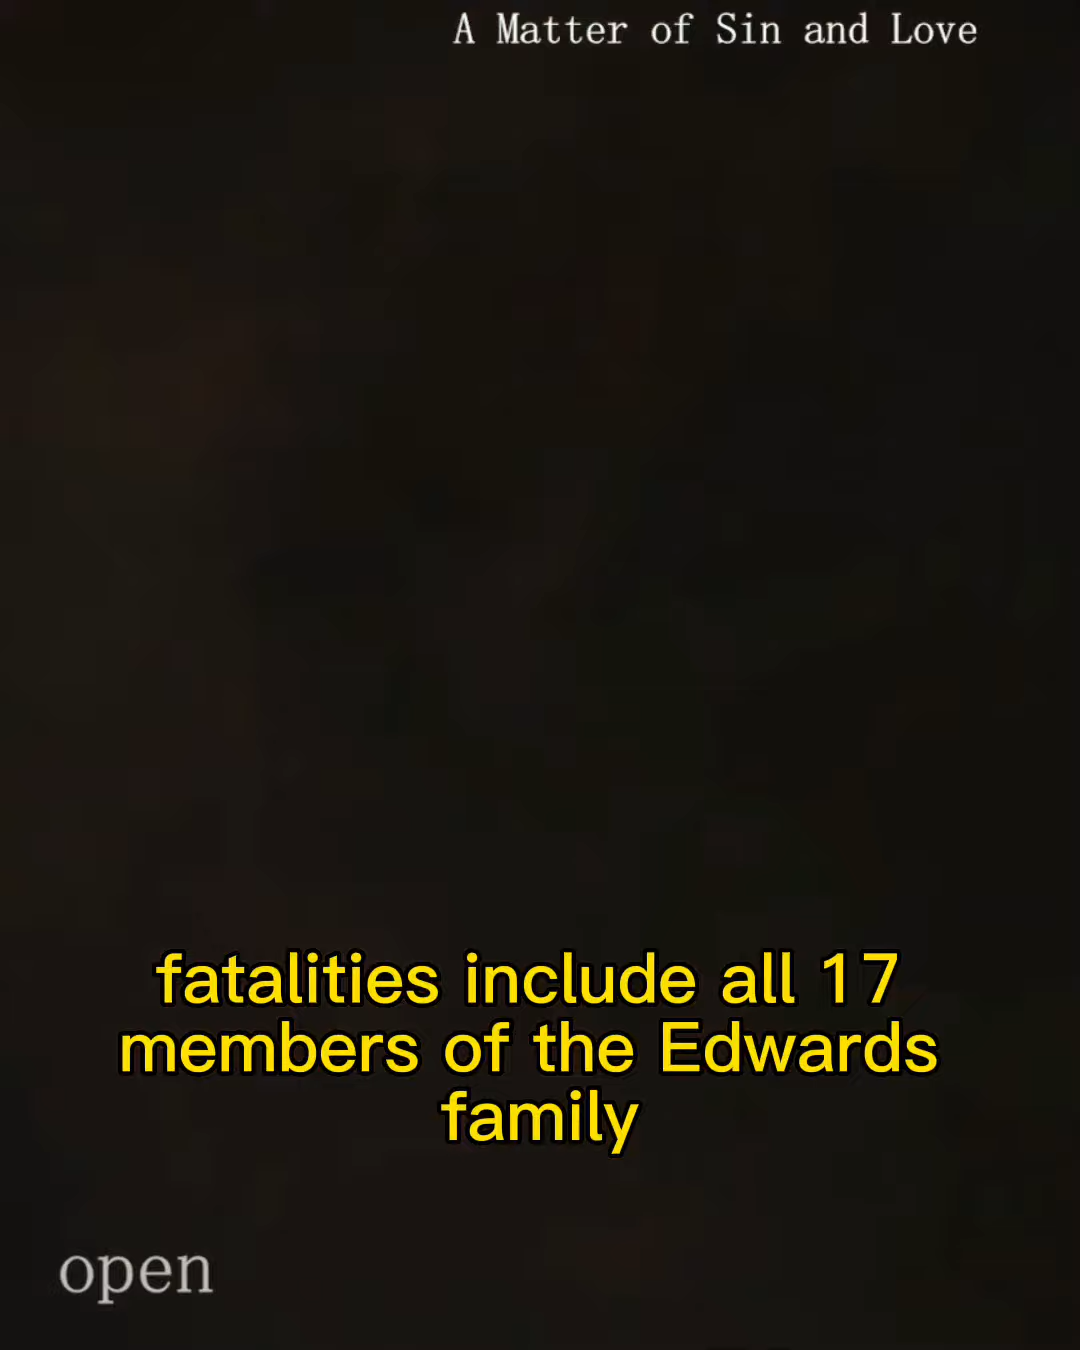 A Matter of Sin and Love
fatalities include all 17
members of the Edwards
family
open